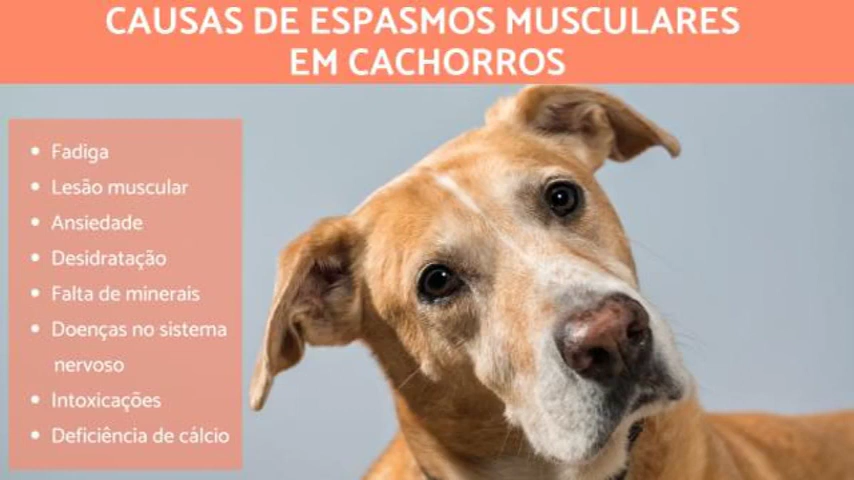 CAUSAS DE ESPASMOS MUSCULARES
EM CACHORROS
• Fadiga
• Lesão muscular
• Ansiedade
• Desidratação
• Falta de minerais
• Doenças no sistema
nervoso
• Intoxicações
• Deficiência de cálcio